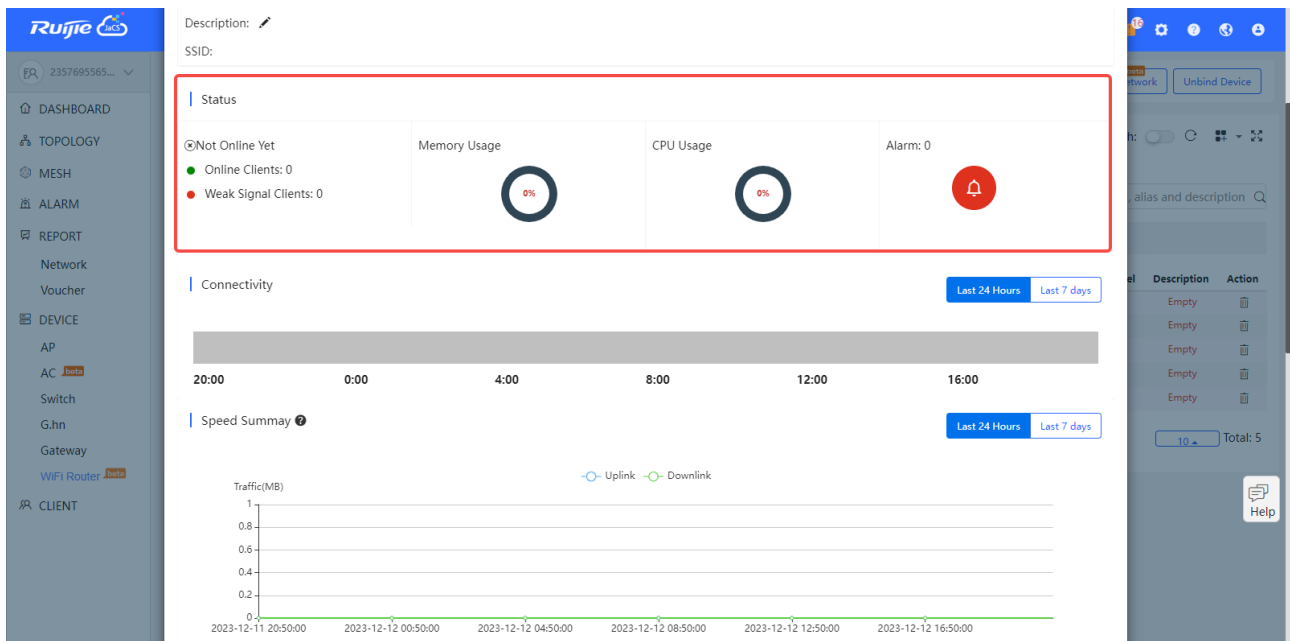 Ruijie JaCS
2357695565...
DASHBOARD
TOPOLOGY
MESH
ALARM
REPORT
Network
Voucher
DEVICE
AP
AC beta
Switch
G.hn
Gateway
WiFi Router beta
CLIENT
Description:
SSID:
Status
Not Online Yet
Online Clients: 0
Weak Signal Clients: 0
Memory Usage
0%
CPU Usage
0%
Alarm: 0
Connectivity
Last 24 Hours Last 7 days
20:00 0:00 4:00 8:00 12:00 16:00
Speed Summay
Last 24 Hours Last 7 days
Uplink Downlink
Traffic(MB)
1
0.8
0.6
0.4
0.2
0
2023-12-11 20:50:00 2023-12-12 00:50:00 2023-12-12 04:50:00 2023-12-12 08:50:00 2023-12-12 12:50:00 2023-12-12 16:50:00
16
beta
etwork Unbind Device
h:
, alias and description
el Description Action
Empty
Empty
Empty
Empty
Empty
10 Total: 5
Help